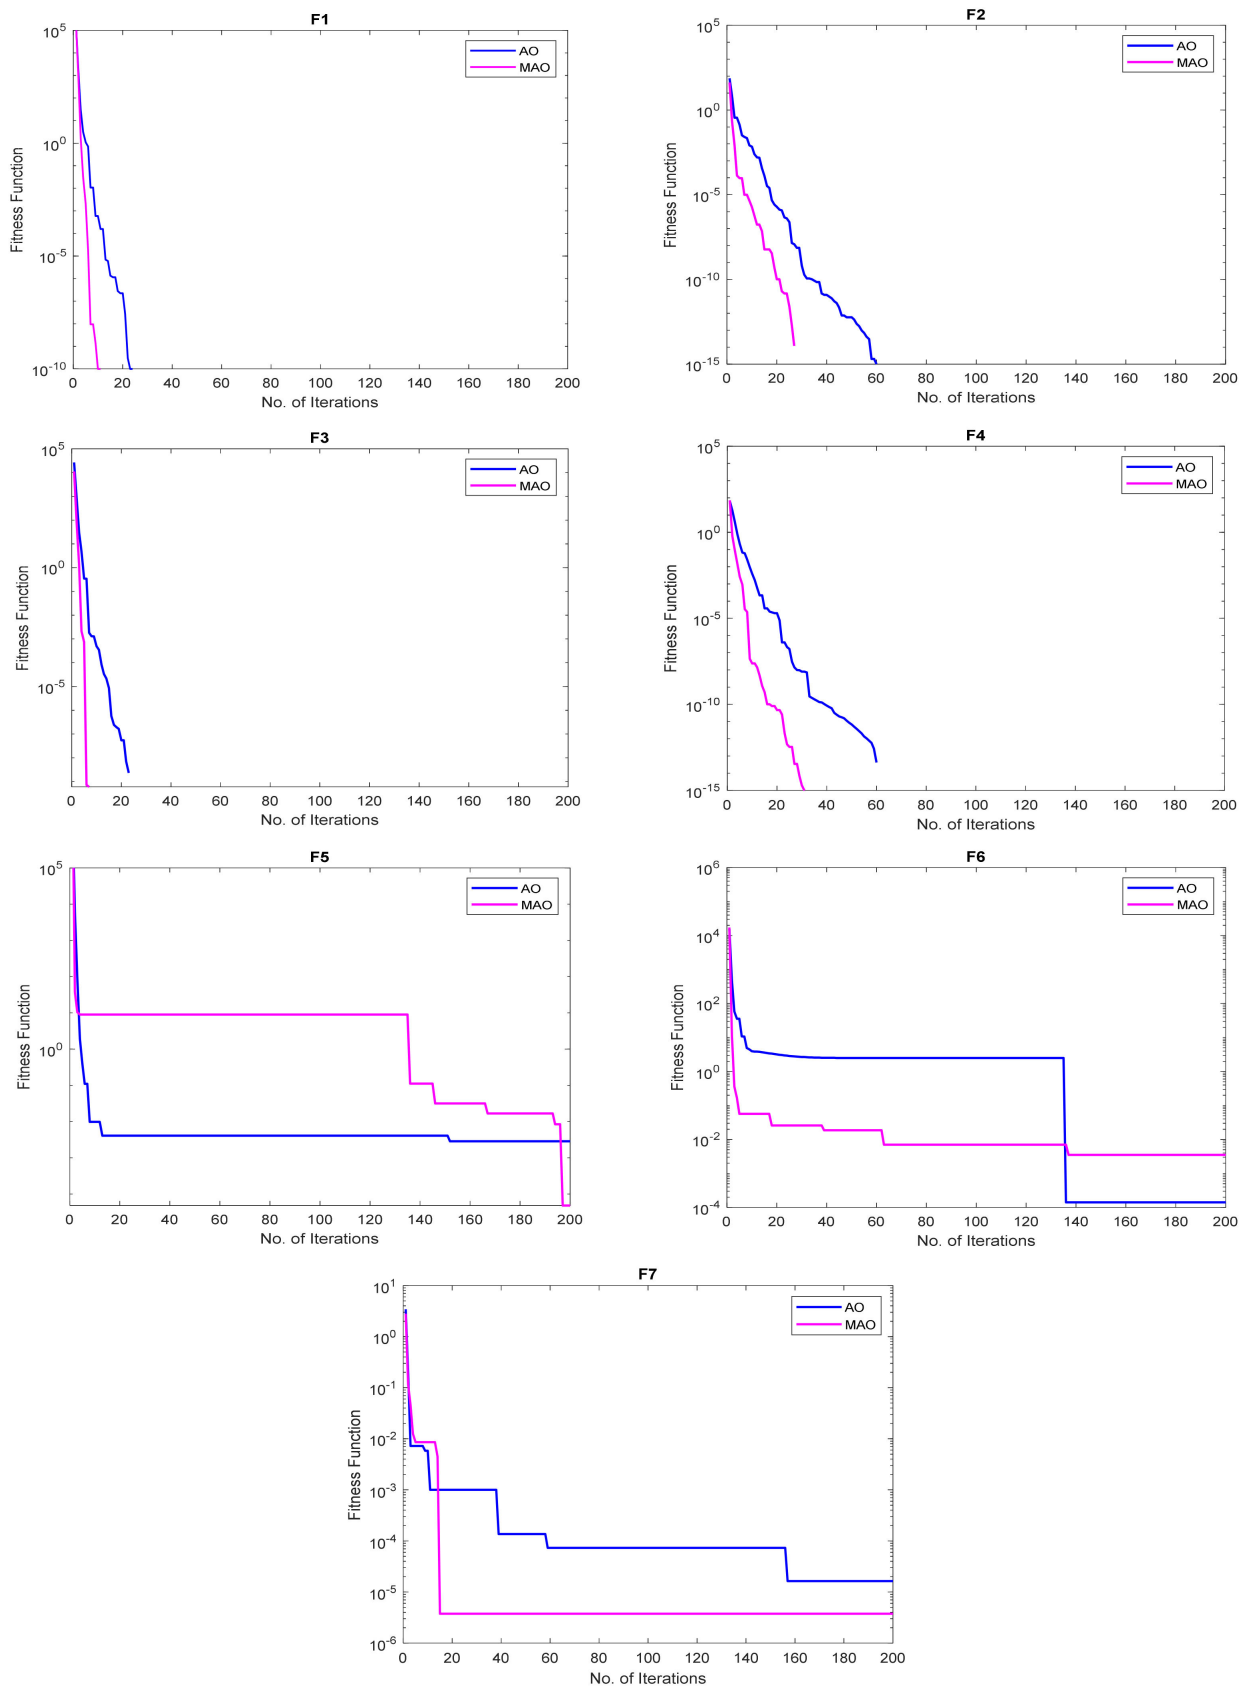 F1
10^5
10^0
10^-5
10^-10
Fitness Function
AO
MAO
0 20 40 60 80 100 120 140 160 180 200
No. of Iterations
F2
10^5
10^0
10^-5
10^-10
10^-15
Fitness Function
AO
MAO
0 20 40 60 80 100 120 140 160 180 200
No. of Iterations
F3
10^5
10^0
10^-5
Fitness Function
AO
MAO
0 20 40 60 80 100 120 140 160 180 200
No. of Iterations
F4
10^5
10^0
10^-5
10^-10
10^-15
Fitness Function
AO
MAO
0 20 40 60 80 100 120 140 160 180 200
No. of Iterations
F5
10^5
10^0
Fitness Function
AO
MAO
0 20 40 60 80 100 120 140 160 180 200
No. of Iterations
F6
10^6
10^4
10^2
10^0
10^-2
10^-4
Fitness Function
AO
MAO
0 20 40 60 80 100 120 140 160 180 200
No. of Iterations
F7
10^1
10^0
10^-1
10^-2
10^-3
10^-4
10^-5
10^-6
Fitness Function
AO
MAO
0 20 40 60 80 100 120 140 160 180 200
No. of Iterations